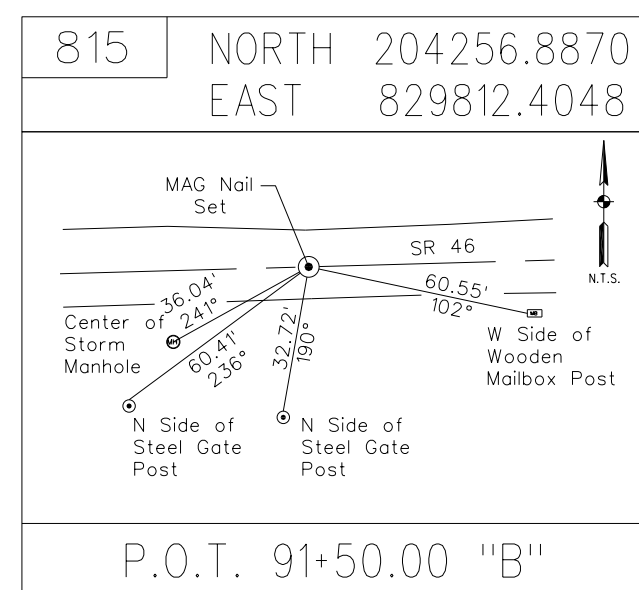 815
NORTH 204256.8870
EAST 829812.4048
MAG Nail
Set
SR 46
N.T.S.
36.04'
241°
60.41'
236°
32.72'
190°
60.55'
102°
Center of
Storm
Manhole
MH
MB
W Side of
Wooden
Mailbox Post
N Side of
Steel Gate
Post
N Side of
Steel Gate
Post
P.O.T. 91+50.00 "B"